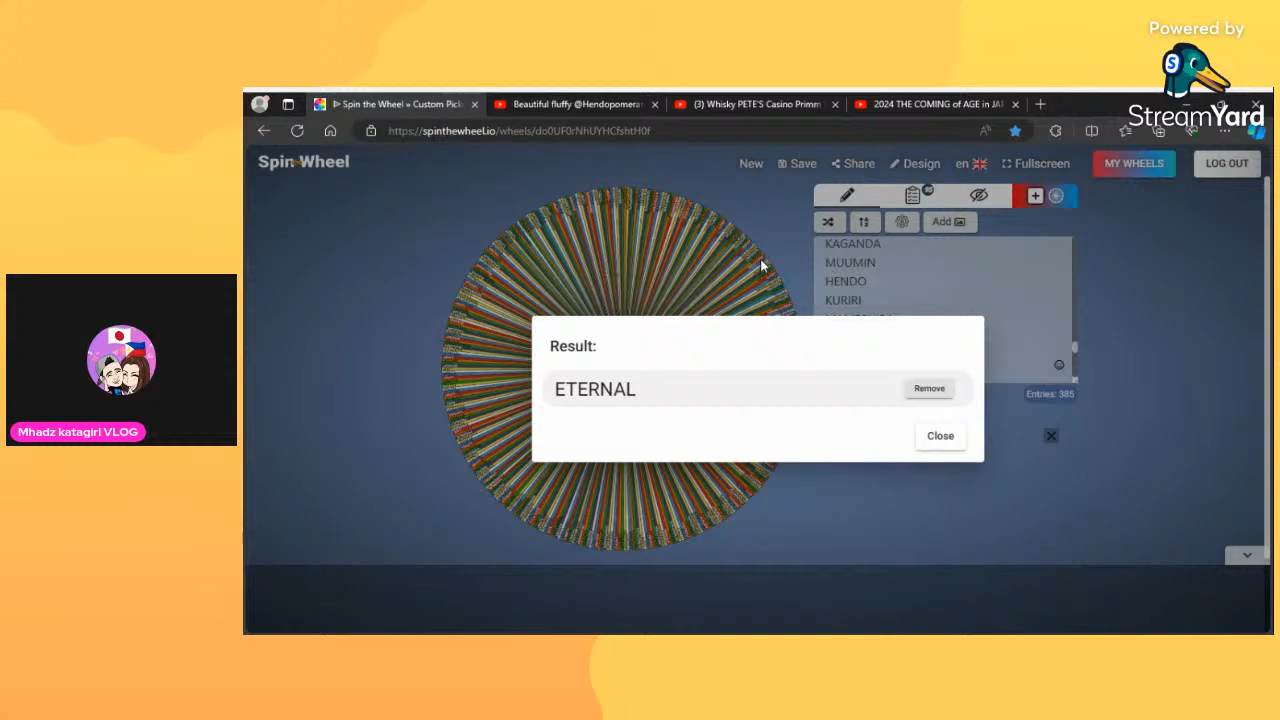 Powered by
StreamYard
ᐅ Spin the Wheel » Custom Pick
Beautiful fluffy @Hendopomera
(3) Whisky PETE'S Casino Primm
2024 THE COMING of AGE in JA
https://spinthewheel.io/wheels/do0UF0rNhUYHCfshtH0f
Spin Wheel
New
Save
Share
Design
en
Fullscreen
MY WHEELS
LOG OUT
Add
KAGANDA
MUUMIN
HENDO
KURIRI
Entries: 385
Result:
ETERNAL
Remove
Close
Mhadz katagiri VLOG